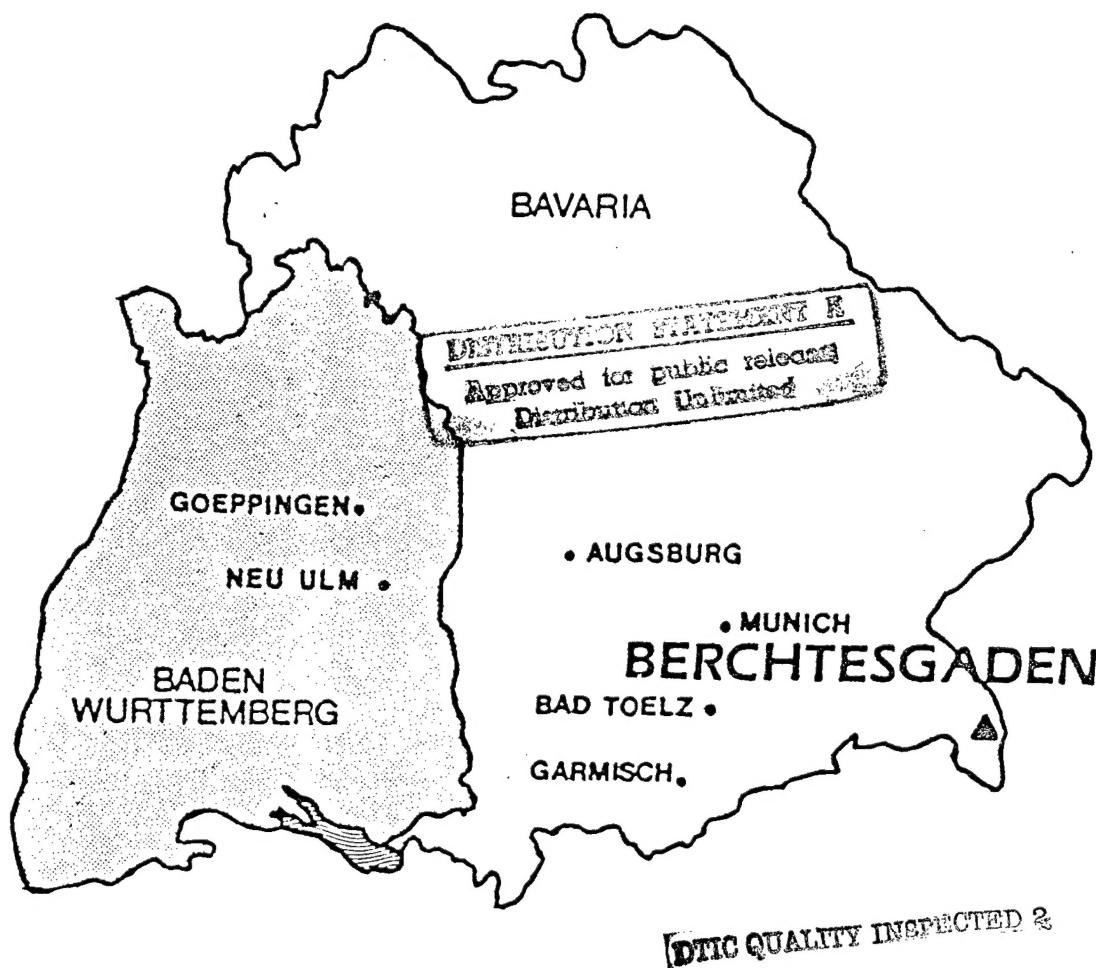 BAVARIA
DISTRIBUTION STATEMENT R
Approved for public release
Distribution Unlimited
GOEPPINGEN
AUGSBURG
NEU ULM
MUNICH
BERCHTESGADEN
BADEN
WURTTEMBERG
BAD TOELZ
GARMISCH
DTIC QUALITY INSPECTED 2